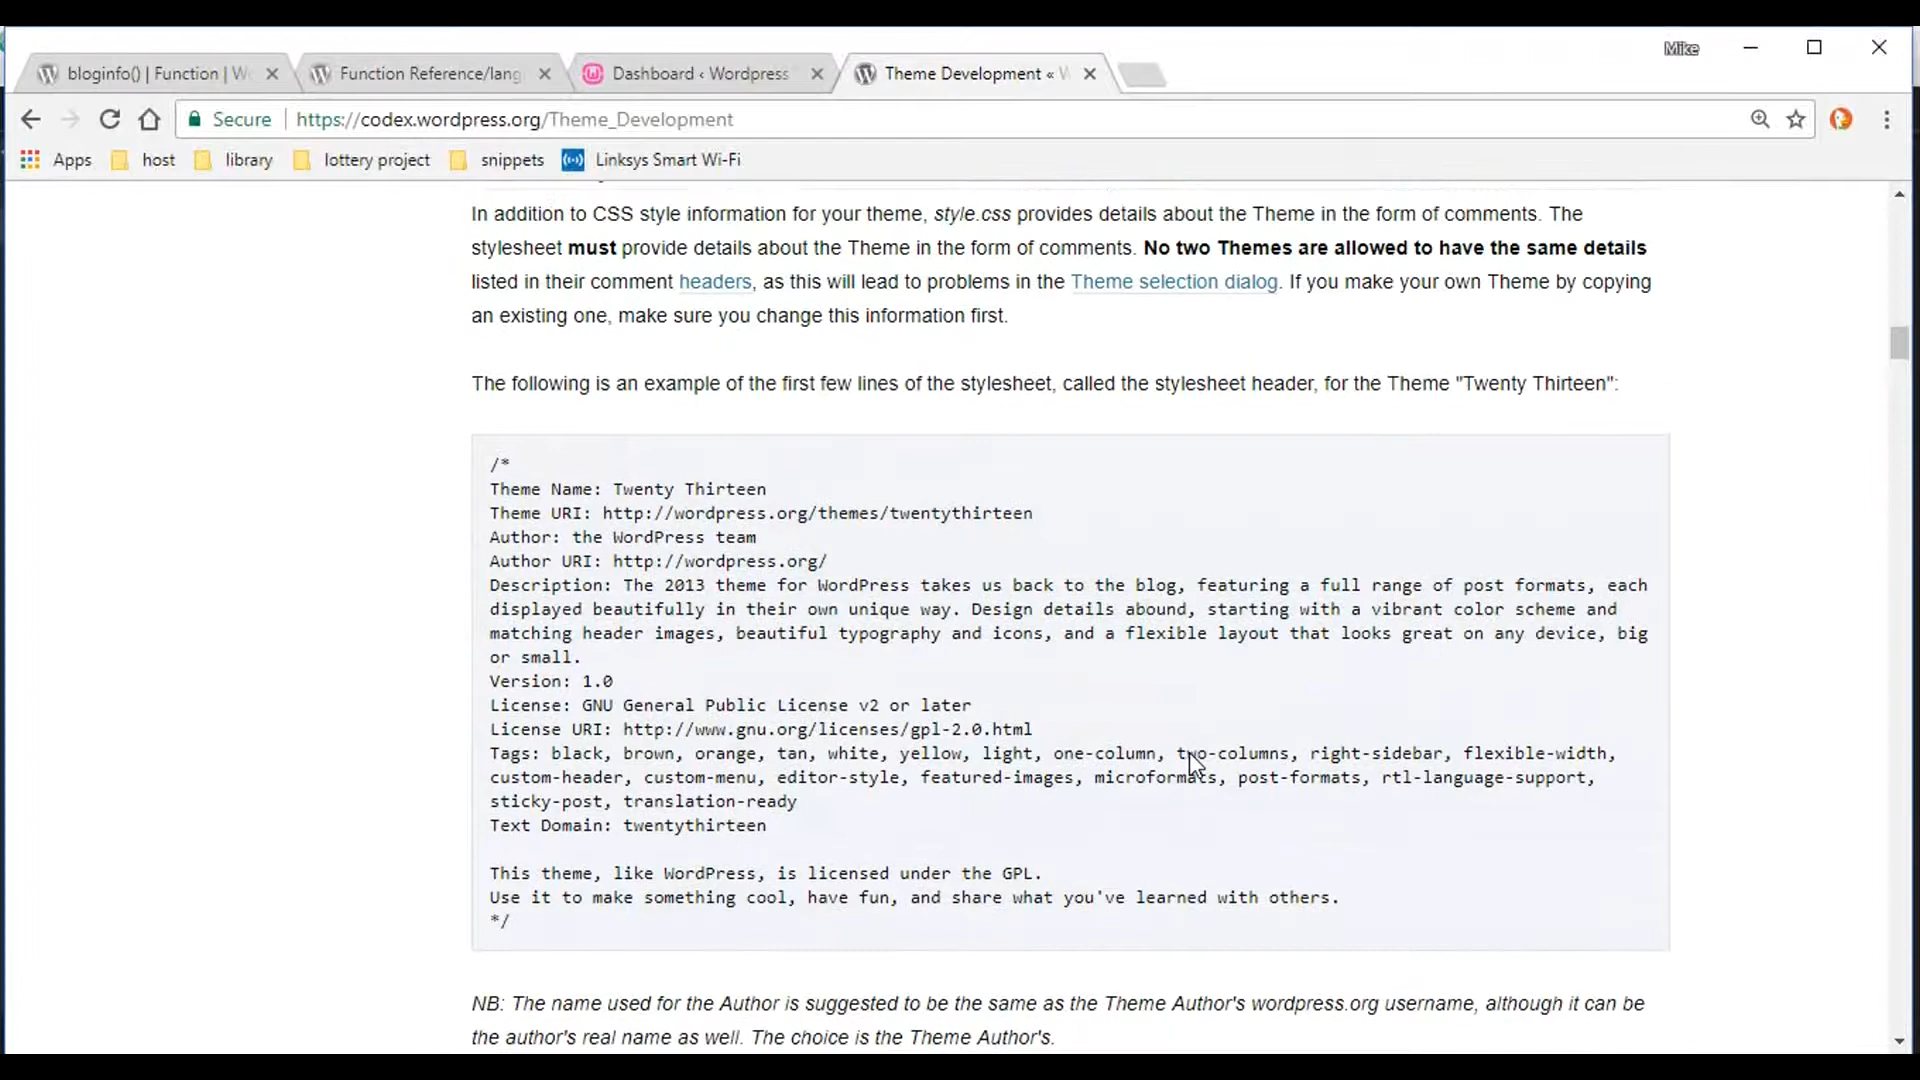 Mike
bloginfo() | Function | W
Function Reference/lang
Dashboard ‹ Wordpress
Theme Development « W
Secure
https://codex.wordpress.org/Theme_Development
Apps
host
library
lottery project
snippets
Linksys Smart Wi-Fi
In addition to CSS style information for your theme, style.css provides details about the Theme in the form of comments. The
stylesheet must provide details about the Theme in the form of comments. No two Themes are allowed to have the same details
listed in their comment headers, as this will lead to problems in the Theme selection dialog. If you make your own Theme by copying
an existing one, make sure you change this information first.
The following is an example of the first few lines of the stylesheet, called the stylesheet header, for the Theme "Twenty Thirteen":
/*
Theme Name: Twenty Thirteen
Theme URI: http://wordpress.org/themes/twentythirteen
Author: the WordPress team
Author URI: http://wordpress.org/
Description: The 2013 theme for WordPress takes us back to the blog, featuring a full range of post formats, each
displayed beautifully in their own unique way. Design details abound, starting with a vibrant color scheme and
matching header images, beautiful typography and icons, and a flexible layout that looks great on any device, big
or small.
Version: 1.0
License: GNU General Public License v2 or later
License URI: http://www.gnu.org/licenses/gpl-2.0.html
Tags: black, brown, orange, tan, white, yellow, light, one-column, two-columns, right-sidebar, flexible-width,
custom-header, custom-menu, editor-style, featured-images, microformats, post-formats, rtl-language-support,
sticky-post, translation-ready
Text Domain: twentythirteen
This theme, like WordPress, is licensed under the GPL.
Use it to make something cool, have fun, and share what you've learned with others.
*/
NB: The name used for the Author is suggested to be the same as the Theme Author's wordpress.org username, although it can be
the author's real name as well. The choice is the Theme Author's.